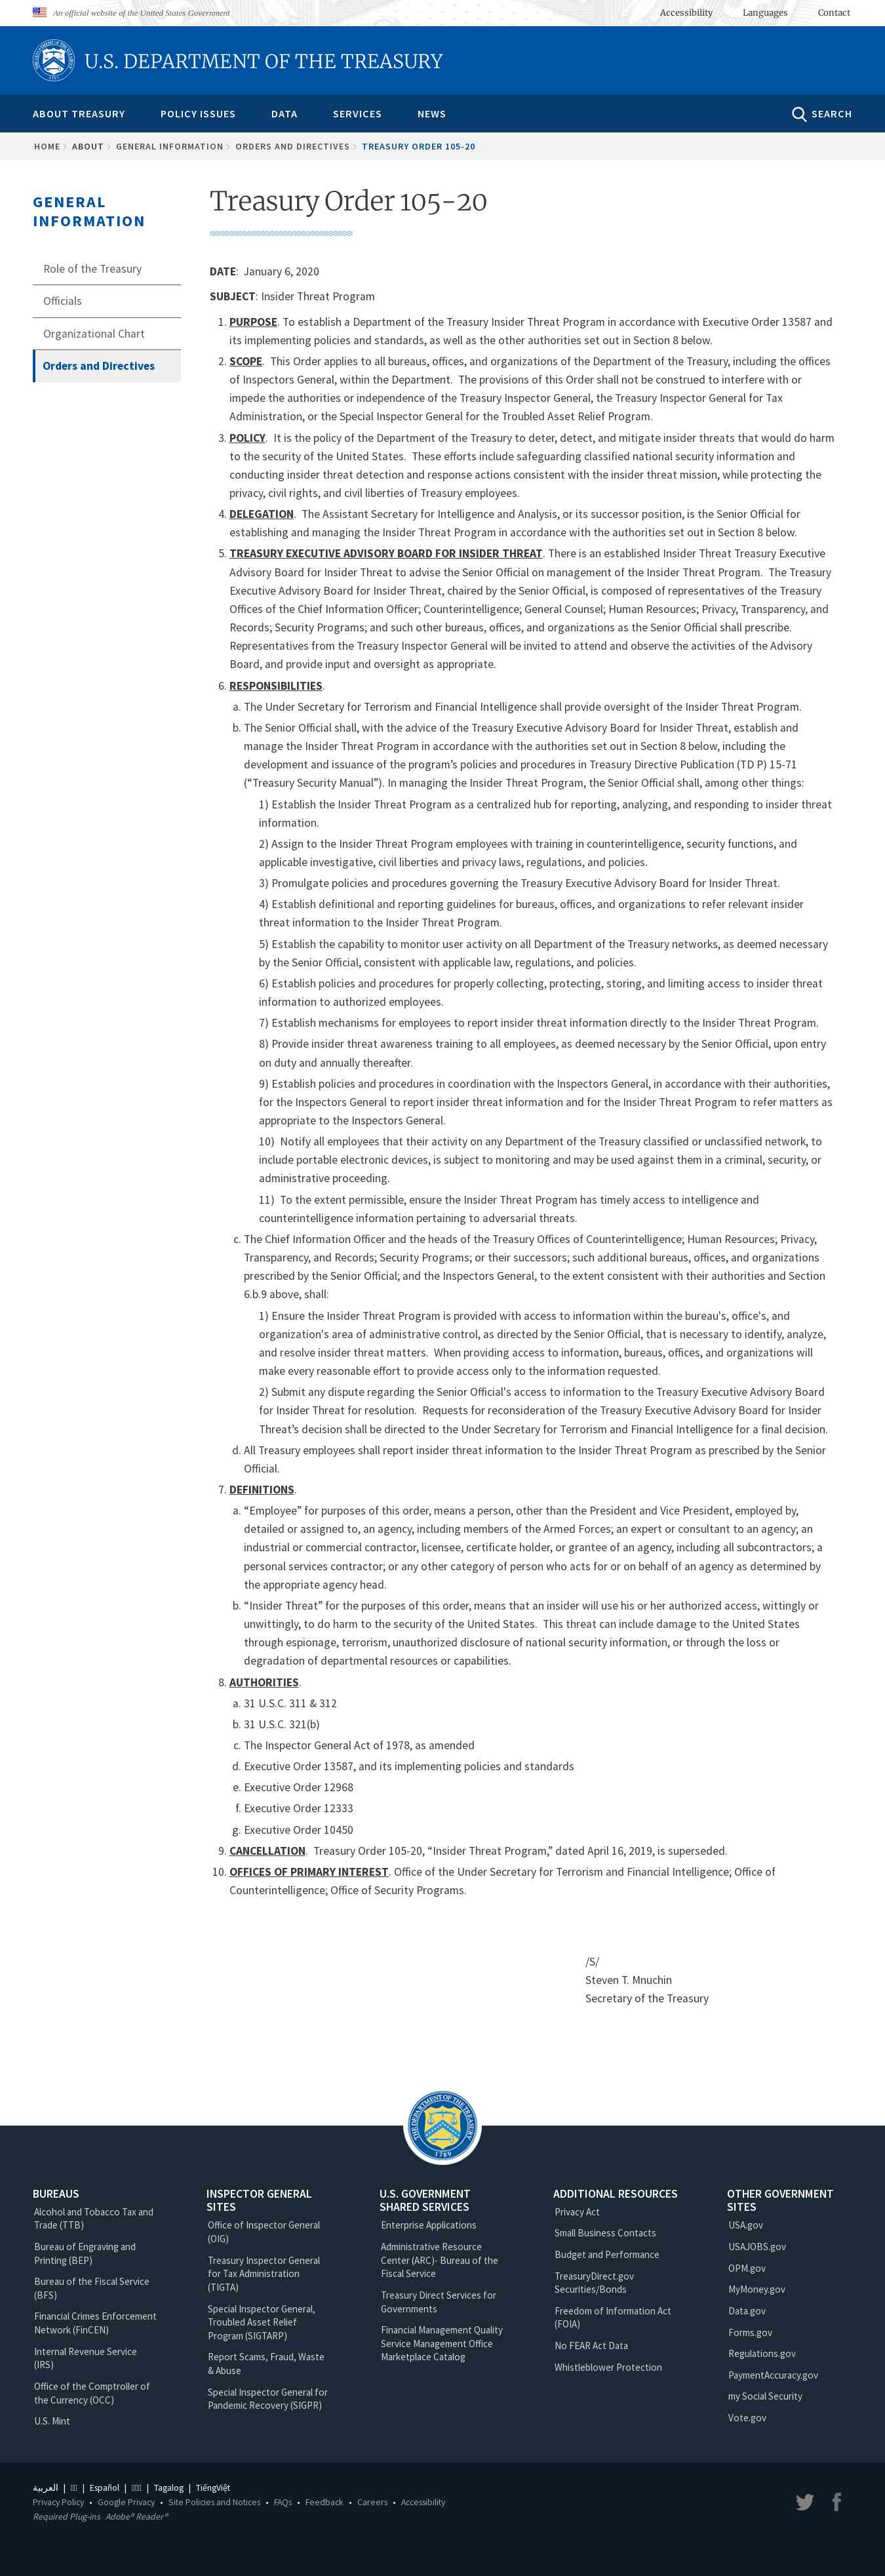 An official website of the United States Government
Accessibility Languages Contact
U.S. DEPARTMENT OF THE TREASURY
ABOUT TREASURY POLICY ISSUES DATA SERVICES NEWS SEARCH
HOME > ABOUT > GENERAL INFORMATION > ORDERS AND DIRECTIVES > TREASURY ORDER 105-20
GENERAL
INFORMATION
Role of the Treasury
Officials
Organizational Chart
Orders and Directives
Treasury Order 105-20
DATE: January 6, 2020
SUBJECT: Insider Threat Program
1. PURPOSE. To establish a Department of the Treasury Insider Threat Program in accordance with Executive Order 13587 and
its implementing policies and standards, as well as the other authorities set out in Section 8 below.
2. SCOPE. This Order applies to all bureaus, offices, and organizations of the Department of the Treasury, including the offices
of Inspectors General, within the Department. The provisions of this Order shall not be construed to interfere with or
impede the authorities or independence of the Treasury Inspector General, the Treasury Inspector General for Tax
Administration, or the Special Inspector General for the Troubled Asset Relief Program.
3. POLICY. It is the policy of the Department of the Treasury to deter, detect, and mitigate insider threats that would do harm
to the security of the United States. These efforts include safeguarding classified national security information and
conducting insider threat detection and response actions consistent with the insider threat mission, while protecting the
privacy, civil rights, and civil liberties of Treasury employees.
4. DELEGATION. The Assistant Secretary for Intelligence and Analysis, or its successor position, is the Senior Official for
establishing and managing the Insider Threat Program in accordance with the authorities set out in Section 8 below.
5. TREASURY EXECUTIVE ADVISORY BOARD FOR INSIDER THREAT. There is an established Insider Threat Treasury Executive
Advisory Board for Insider Threat to advise the Senior Official on management of the Insider Threat Program. The Treasury
Executive Advisory Board for Insider Threat, chaired by the Senior Official, is composed of representatives of the Treasury
Offices of the Chief Information Officer; Counterintelligence; General Counsel; Human Resources; Privacy, Transparency, and
Records; Security Programs; and such other bureaus, offices, and organizations as the Senior Official shall prescribe.
Representatives from the Treasury Inspector General will be invited to attend and observe the activities of the Advisory
Board, and provide input and oversight as appropriate.
6. RESPONSIBILITIES.
a. The Under Secretary for Terrorism and Financial Intelligence shall provide oversight of the Insider Threat Program.
b. The Senior Official shall, with the advice of the Treasury Executive Advisory Board for Insider Threat, establish and
manage the Insider Threat Program in accordance with the authorities set out in Section 8 below, including the
development and issuance of the program’s policies and procedures in Treasury Directive Publication (TD P) 15-71
(“Treasury Security Manual”). In managing the Insider Threat Program, the Senior Official shall, among other things:
1) Establish the Insider Threat Program as a centralized hub for reporting, analyzing, and responding to insider threat
information.
2) Assign to the Insider Threat Program employees with training in counterintelligence, security functions, and
applicable investigative, civil liberties and privacy laws, regulations, and policies.
3) Promulgate policies and procedures governing the Treasury Executive Advisory Board for Insider Threat.
4) Establish definitional and reporting guidelines for bureaus, offices, and organizations to refer relevant insider
threat information to the Insider Threat Program.
5) Establish the capability to monitor user activity on all Department of the Treasury networks, as deemed necessary
by the Senior Official, consistent with applicable law, regulations, and policies.
6) Establish policies and procedures for properly collecting, protecting, storing, and limiting access to insider threat
information to authorized employees.
7) Establish mechanisms for employees to report insider threat information directly to the Insider Threat Program.
8) Provide insider threat awareness training to all employees, as deemed necessary by the Senior Official, upon entry
on duty and annually thereafter.
9) Establish policies and procedures in coordination with the Inspectors General, in accordance with their authorities,
for the Inspectors General to report insider threat information and for the Insider Threat Program to refer matters as
appropriate to the Inspectors General.
10) Notify all employees that their activity on any Department of the Treasury classified or unclassified network, to
include portable electronic devices, is subject to monitoring and may be used against them in a criminal, security, or
administrative proceeding.
11) To the extent permissible, ensure the Insider Threat Program has timely access to intelligence and
counterintelligence information pertaining to adversarial threats.
c. The Chief Information Officer and the heads of the Treasury Offices of Counterintelligence; Human Resources; Privacy,
Transparency, and Records; Security Programs; or their successors; such additional bureaus, offices, and organizations
prescribed by the Senior Official; and the Inspectors General, to the extent consistent with their authorities and Section
6.b.9 above, shall:
1) Ensure the Insider Threat Program is provided with access to information within the bureau's, office's, and
organization's area of administrative control, as directed by the Senior Official, that is necessary to identify, analyze,
and resolve insider threat matters. When providing access to information, bureaus, offices, and organizations will
make every reasonable effort to provide access only to the information requested.
2) Submit any dispute regarding the Senior Official's access to information to the Treasury Executive Advisory Board
for Insider Threat for resolution. Requests for reconsideration of the Treasury Executive Advisory Board for Insider
Threat’s decision shall be directed to the Under Secretary for Terrorism and Financial Intelligence for a final decision.
d. All Treasury employees shall report insider threat information to the Insider Threat Program as prescribed by the Senior
Official.
7. DEFINITIONS.
a. “Employee” for purposes of this order, means a person, other than the President and Vice President, employed by,
detailed or assigned to, an agency, including members of the Armed Forces; an expert or consultant to an agency; an
industrial or commercial contractor, licensee, certificate holder, or grantee of an agency, including all subcontractors; a
personal services contractor; or any other category of person who acts for or on behalf of an agency as determined by
the appropriate agency head.
b. “Insider Threat” for the purposes of this order, means that an insider will use his or her authorized access, wittingly or
unwittingly, to do harm to the security of the United States. This threat can include damage to the United States
through espionage, terrorism, unauthorized disclosure of national security information, or through the loss or
degradation of departmental resources or capabilities.
8. AUTHORITIES.
a. 31 U.S.C. 311 & 312
b. 31 U.S.C. 321(b)
c. The Inspector General Act of 1978, as amended
d. Executive Order 13587, and its implementing policies and standards
e. Executive Order 12968
f. Executive Order 12333
g. Executive Order 10450
9. CANCELLATION. Treasury Order 105-20, “Insider Threat Program,” dated April 16, 2019, is superseded.
10. OFFICES OF PRIMARY INTEREST. Office of the Under Secretary for Terrorism and Financial Intelligence; Office of
Counterintelligence; Office of Security Programs.
/S/
Steven T. Mnuchin
Secretary of the Treasury
THE DEPARTMENT OF THE TREASURY
1789
BUREAUS
Alcohol and Tobacco Tax and
Trade (TTB)
Bureau of Engraving and
Printing (BEP)
Bureau of the Fiscal Service
(BFS)
Financial Crimes Enforcement
Network (FinCEN)
Internal Revenue Service
(IRS)
Office of the Comptroller of
the Currency (OCC)
U.S. Mint
INSPECTOR GENERAL
SITES
Office of Inspector General
(OIG)
Treasury Inspector General
for Tax Administration
(TIGTA)
Special Inspector General,
Troubled Asset Relief
Program (SIGTARP)
Report Scams, Fraud, Waste
& Abuse
Special Inspector General for
Pandemic Recovery (SIGPR)
U.S. GOVERNMENT
SHARED SERVICES
Enterprise Applications
Administrative Resource
Center (ARC)- Bureau of the
Fiscal Service
Treasury Direct Services for
Governments
Financial Management Quality
Service Management Office
Marketplace Catalog
ADDITIONAL RESOURCES
Privacy Act
Small Business Contacts
Budget and Performance
TreasuryDirect.gov
Securities/Bonds
Freedom of Information Act
(FOIA)
No FEAR Act Data
Whistleblower Protection
OTHER GOVERNMENT
SITES
USA.gov
USAJOBS.gov
OPM.gov
MyMoney.gov
Data.gov
Forms.gov
Regulations.gov
PaymentAccuracy.gov
my Social Security
Vote.gov
العربية | | Español | | Tagalog | TiếngViệt
Privacy Policy • Google Privacy • Site Policies and Notices • FAQs • Feedback • Careers • Accessibility
Required Plug-ins Adobe® Reader®